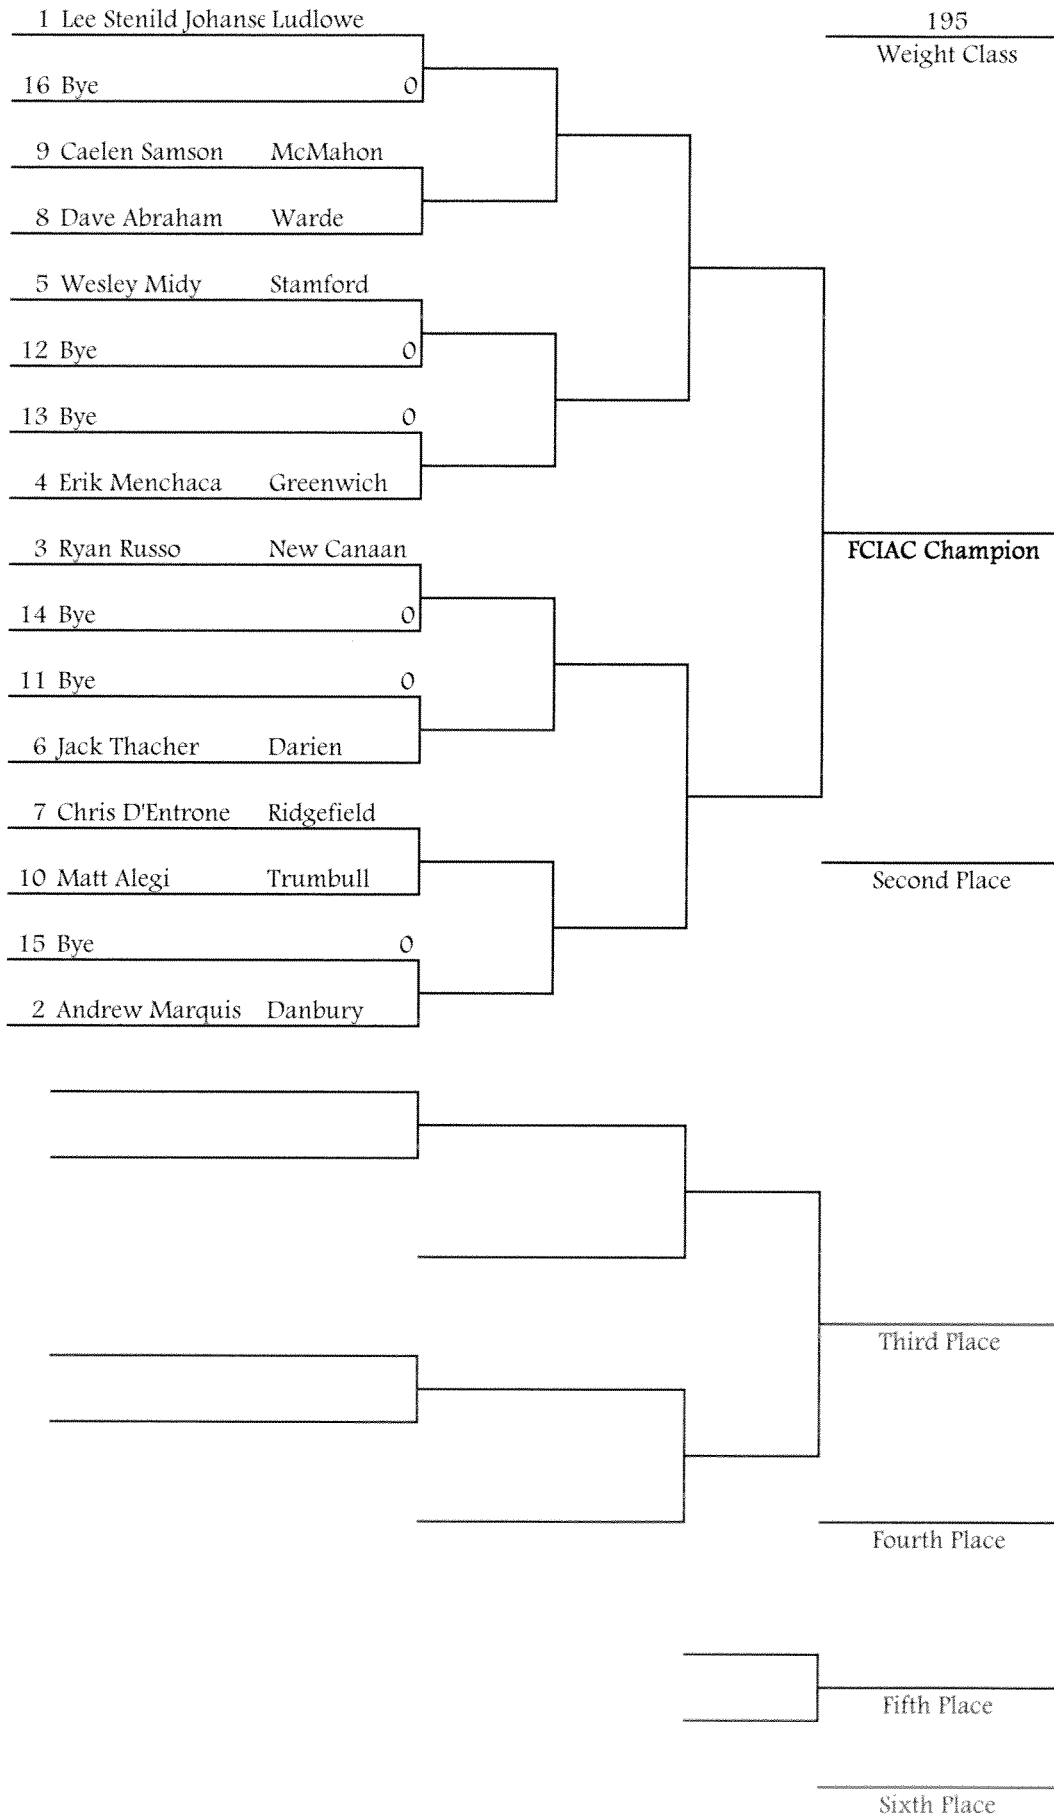 1 Lee Stenild Johanse Ludlowe
195
Weight Class
16 Bye 0
9 Caelen Samson McMahon
8 Dave Abraham Warde
5 Wesley Midy Stamford
12 Bye 0
13 Bye 0
4 Erik Menchaca Greenwich
3 Ryan Russo New Canaan
FCIAC Champion
14 Bye 0
11 Bye 0
6 Jack Thacher Darien
7 Chris D'Entrone Ridgefield
10 Matt Alegi Trumbull
Second Place
15 Bye 0
2 Andrew Marquis Danbury
Third Place
Fourth Place
Fifth Place
Sixth Place